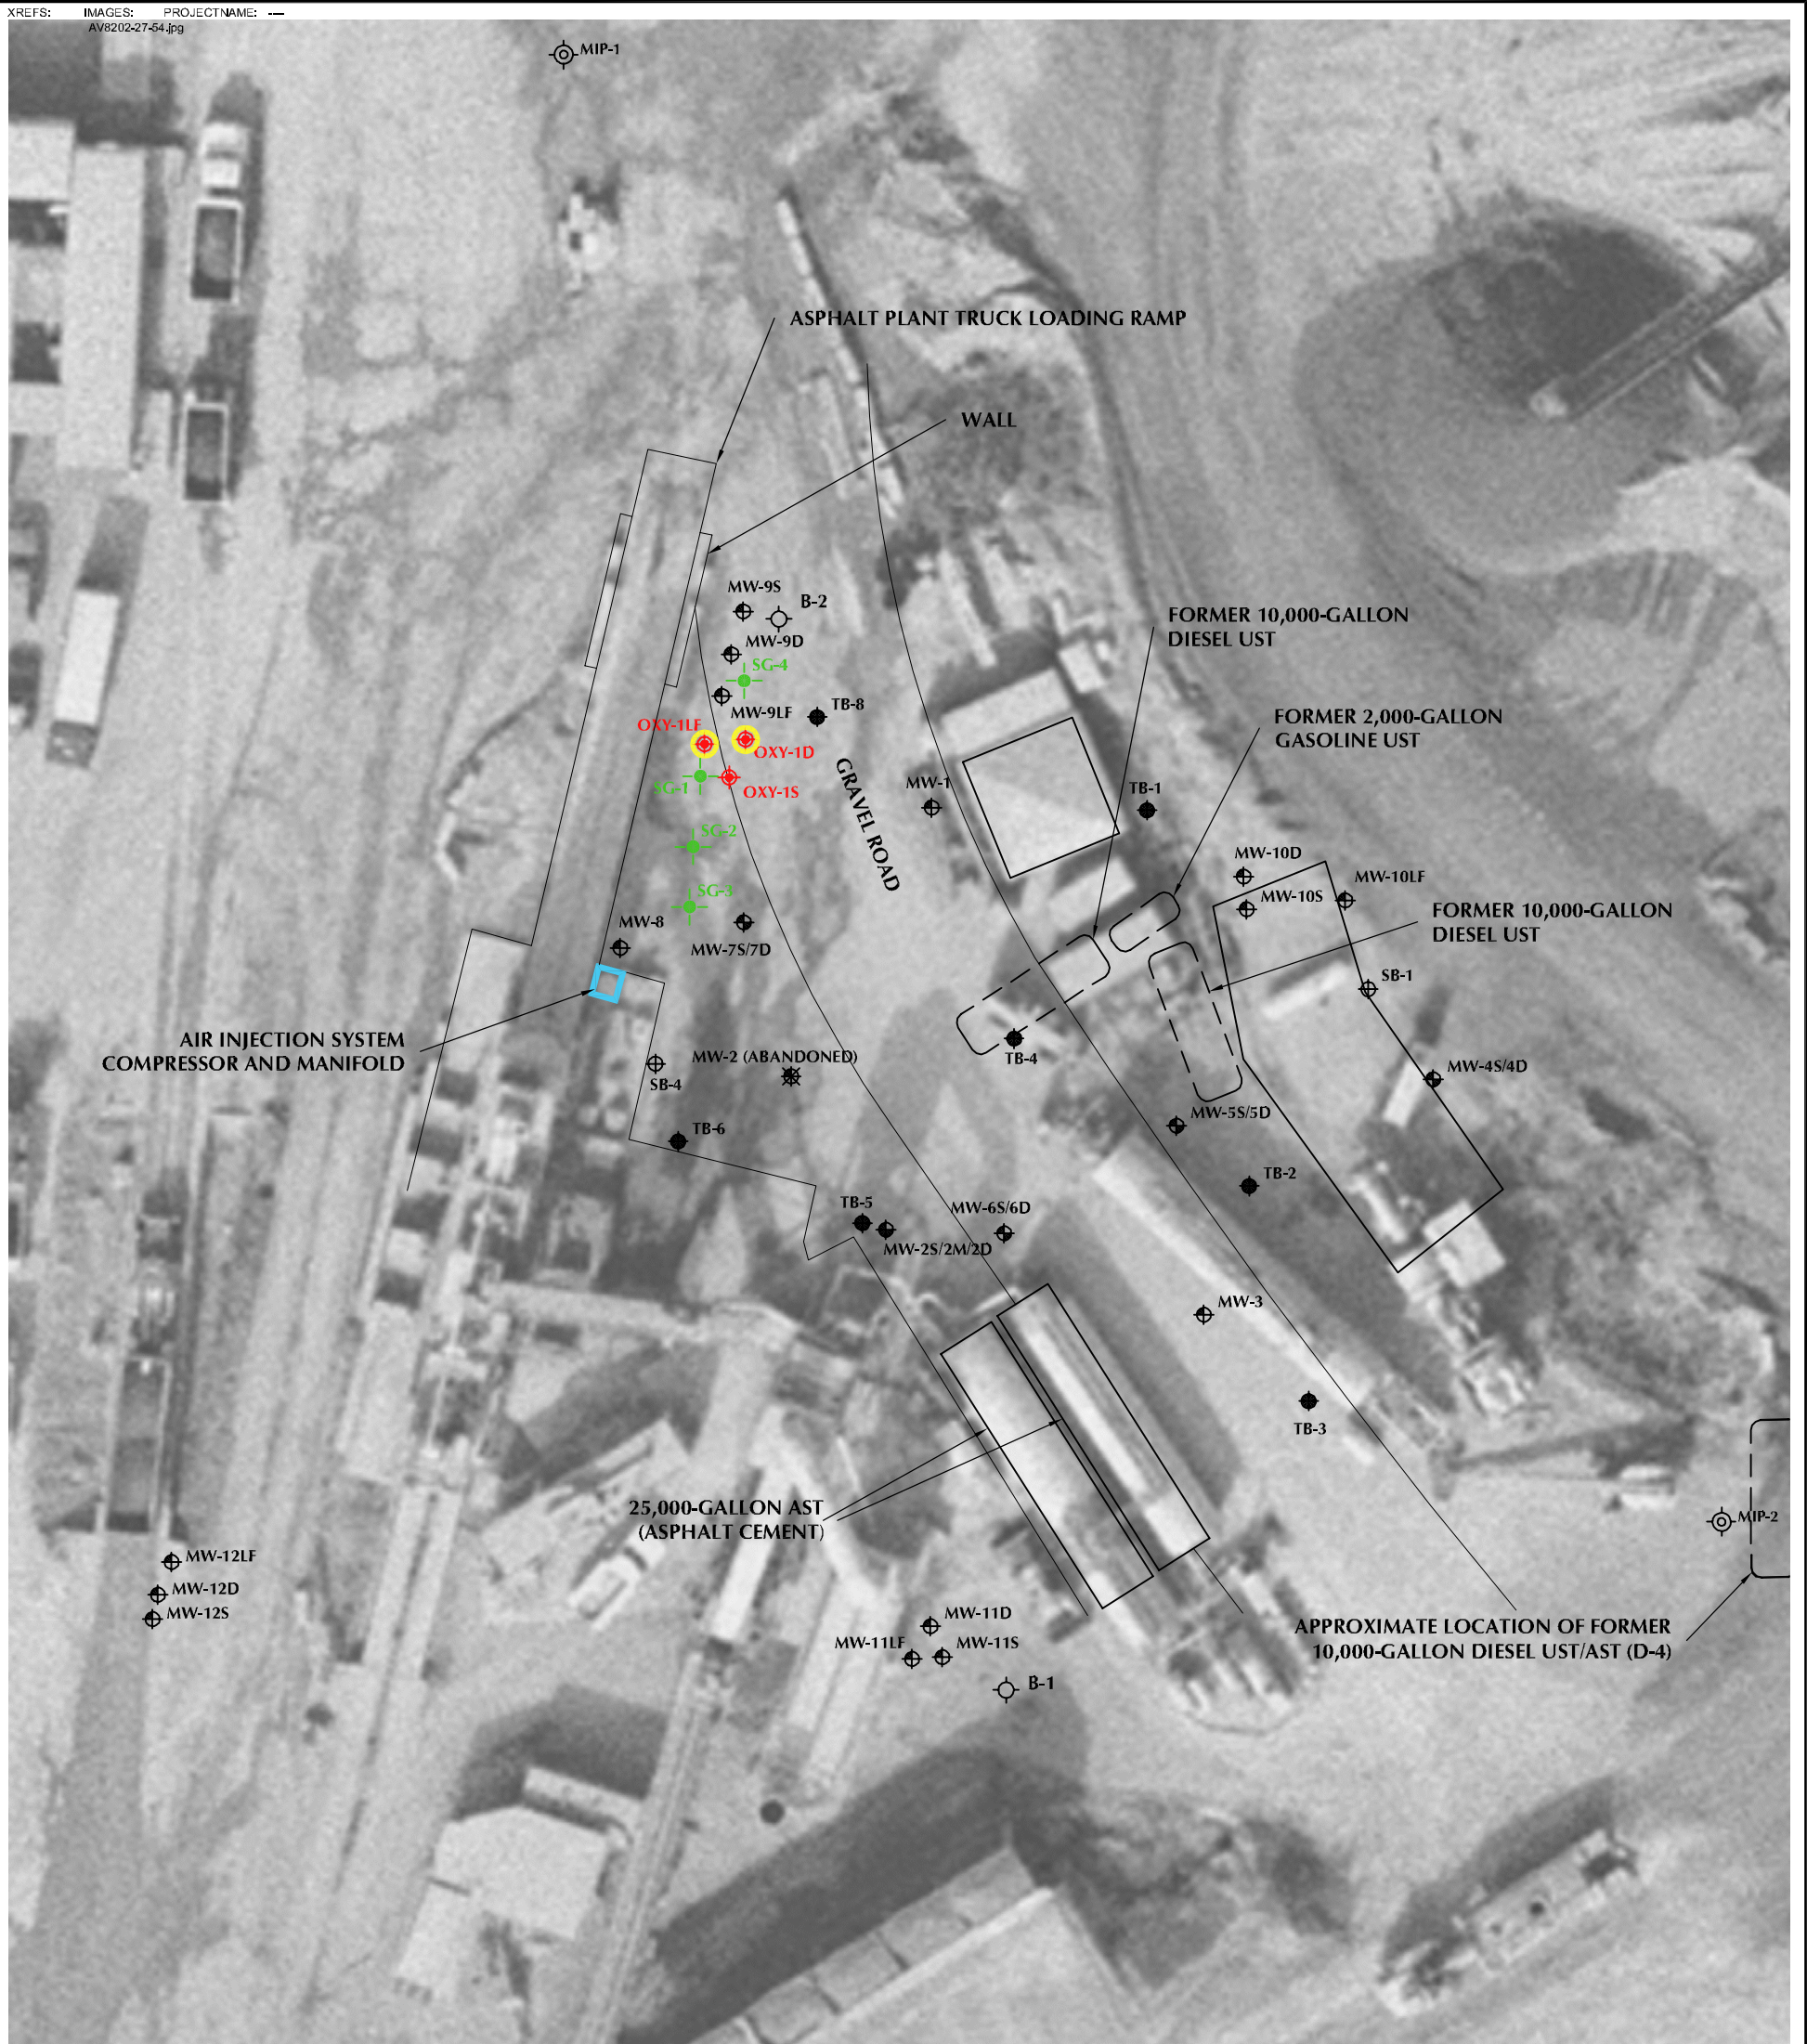 XREFS: IMAGES: PROJECTNAME: ----
AV8202-27-54.jpg
MIP-1
ASPHALT PLANT TRUCK LOADING RAMP
WALL
MW-9S
B-2
FORMER 10,000-GALLON
DIESEL UST
MW-9D
SG-4
MW-9LF
TB-8
OXY-1LF
OXY-1D
FORMER 2,000-GALLON
GASOLINE UST
SG-1
OXY-1S
GRAVEL ROAD
MW-1
TB-1
SG-2
MW-10D
MW-10LF
SG-3
MW-10S
FORMER 10,000-GALLON
DIESEL UST
MW-8
MW-7S/7D
SB-1
AIR INJECTION SYSTEM
COMPRESSOR AND MANIFOLD
MW-2 (ABANDONED)
TB-4
SB-4
MW-4S/4D
MW-5S/5D
TB-6
TB-2
TB-5
MW-6S/6D
MW-2S/2M/2D
MW-3
TB-3
25,000-GALLON AST
(ASPHALT CEMENT)
MIP-2
MW-12LF
MW-12D
MW-12S
MW-11D
MW-11LF
MW-11S
APPROXIMATE LOCATION OF FORMER
10,000-GALLON DIESEL UST/AST (D-4)
B-1